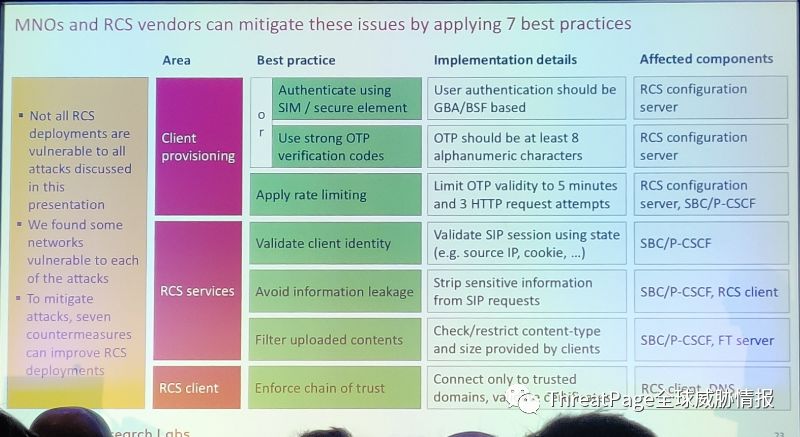 MNOs and RCS vendors can mitigate these issues by applying 7 best practices
Area
Best practice
Implementation details
Affected components
▪ Not all RCS
deployments are
vulnerable to all
attacks discussed
in this
presentation
▪ We found some
networks
vulnerable to each
of the attacks
▪ To mitigate
attacks, seven
countermeasures
can improve RCS
deployments
Client
provisioning
or
Authenticate using
SIM / secure element
User authentication should be
GBA/BSF based
RCS configuration
server
Use strong OTP
verification codes
OTP should be at least 8
alphanumeric characters
RCS configuration
server
Apply rate limiting
Limit OTP validity to 5 minutes
and 3 HTTP request attempts
RCS configuration
server, SBC/P-CSCF
RCS services
Validate client identity
Validate SIP session using state
(e.g. source IP, cookie, …)
SBC/P-CSCF
Avoid information leakage
Strip sensitive information
from SIP requests
SBC/P-CSCF, RCS client
Filter uploaded contents
Check/restrict content-type
and size provided by clients
SBC/P-CSCF, FT server
RCS client
Enforce chain of trust
Connect only to trusted
domains,
RCS client, DNS
ThreatPage全球威胁情报
Labs
23